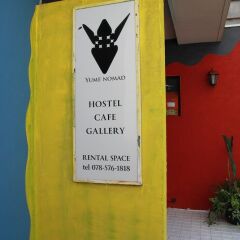 YUME NOMAD
HOSTEL
CAFE
GALLERY
RENTAL SPACE
tel 078-576-1818